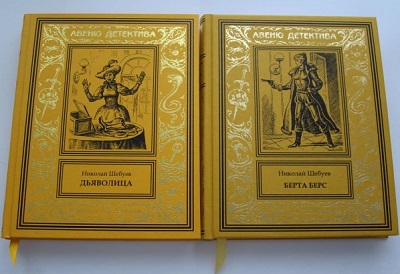 АВЕНЮ ДЕТЕКТИВА
Николай Шебуев
ДЬЯВОЛИЦА
АВЕНЮ ДЕТЕКТИВА
Николай Шебуев
БЕРТА БЕРС